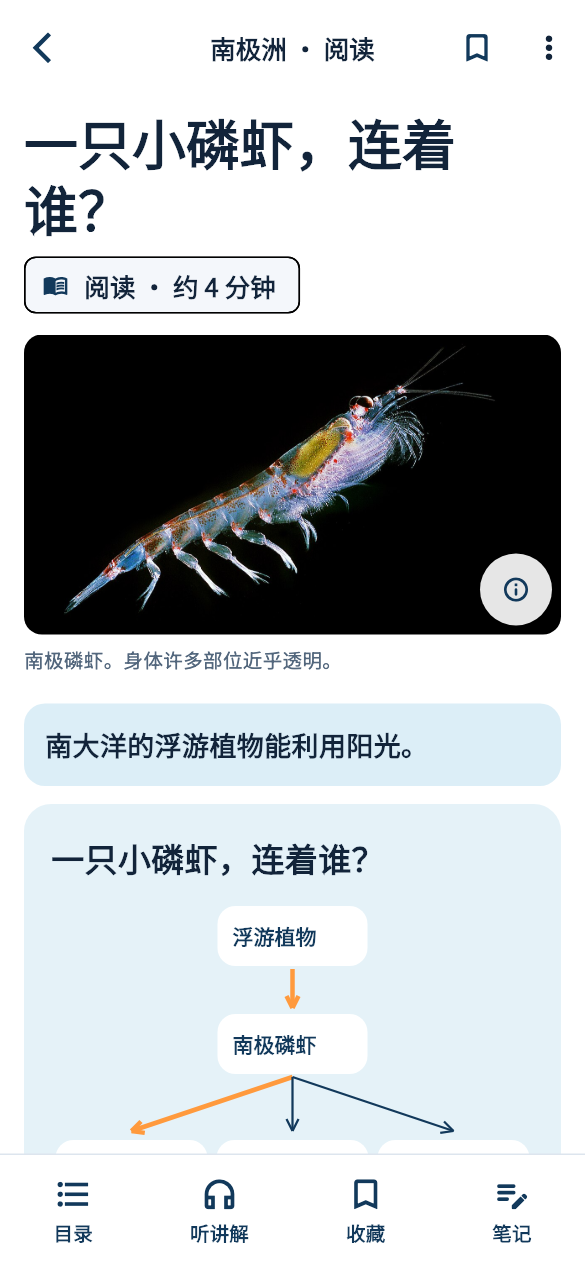 南极洲 · 阅读
一只小磷虾，连着
谁？
阅读 · 约 4 分钟
南极磷虾。身体许多部位近乎透明。
南大洋的浮游植物能利用阳光。
一只小磷虾，连着谁？
浮游植物
南极磷虾
目录
听讲解
收藏
笔记